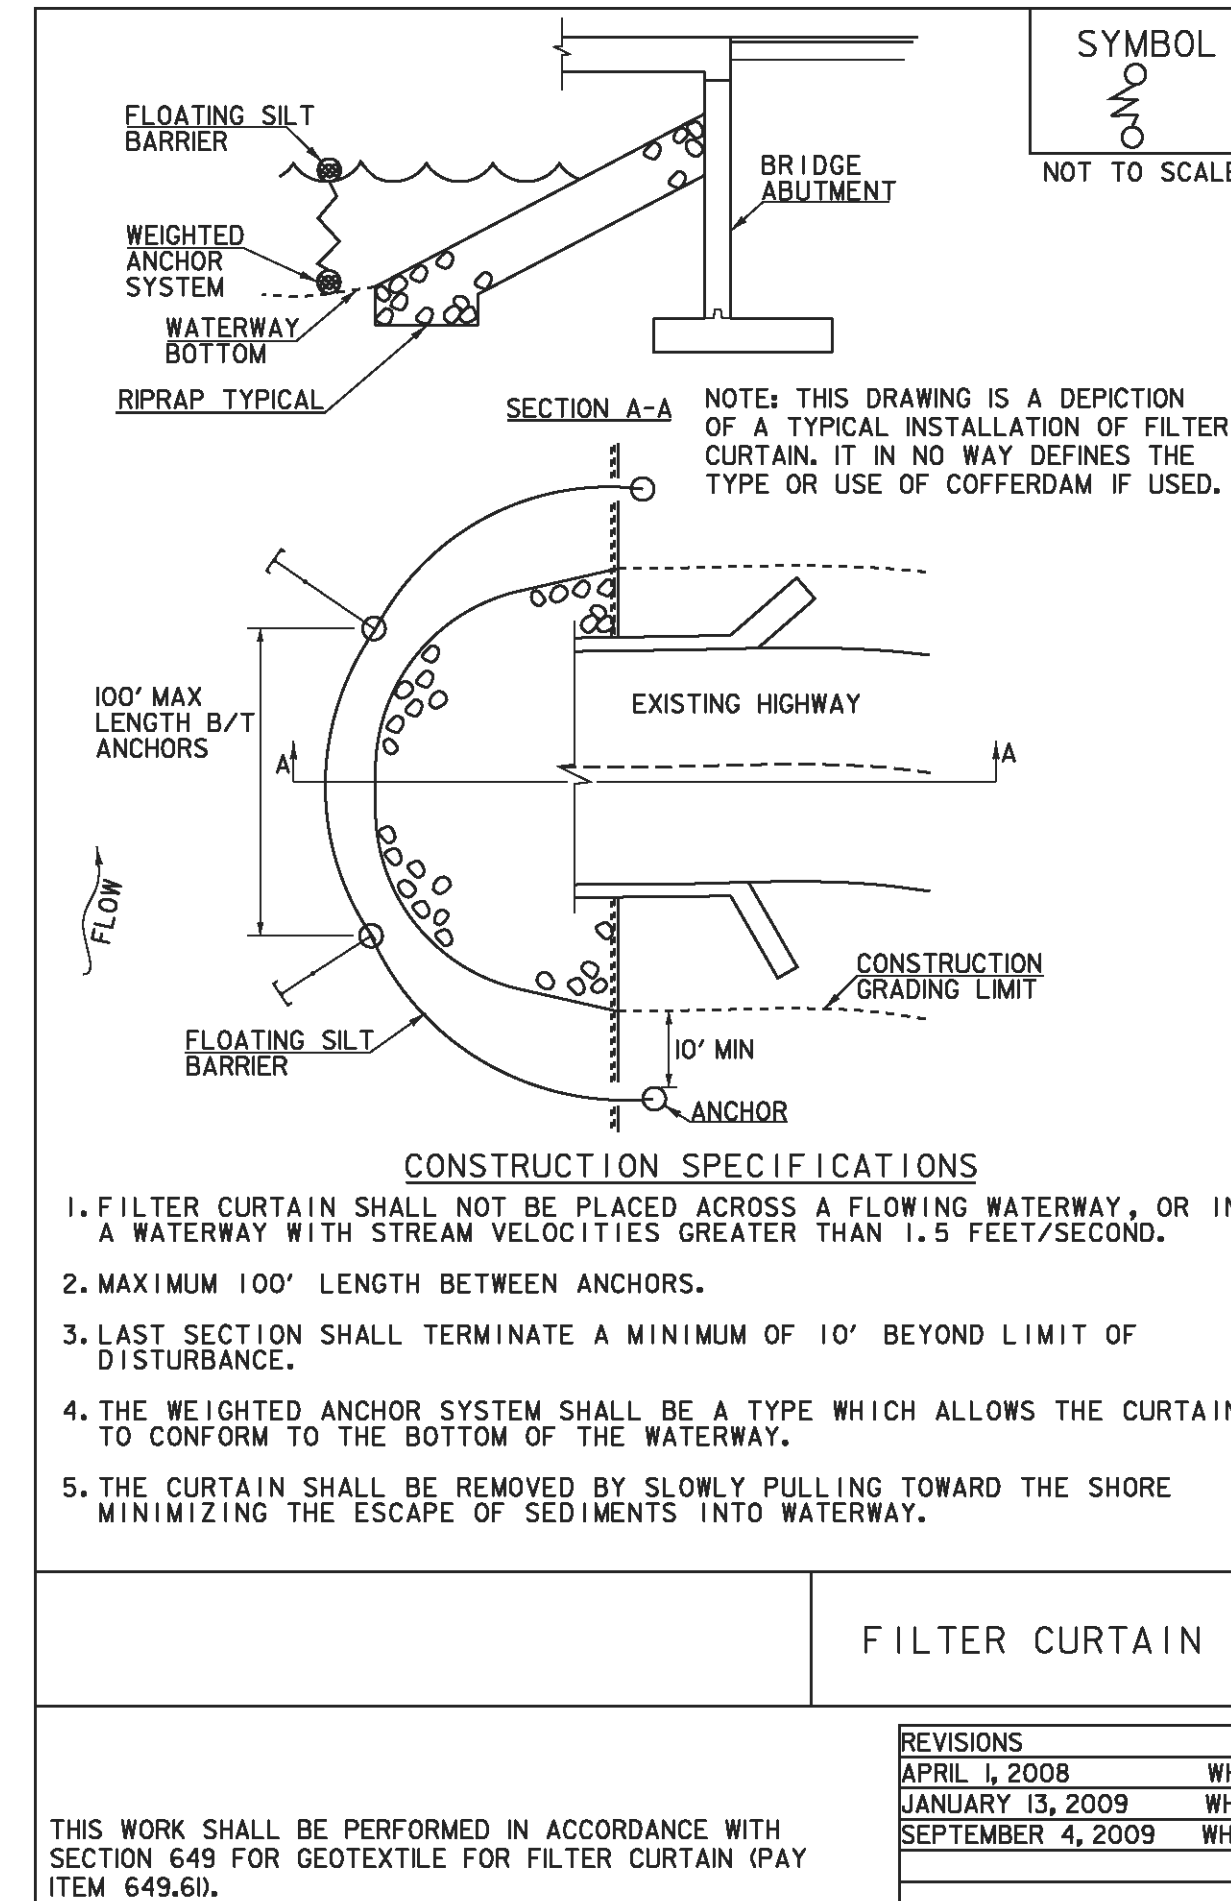 SYMBOL
NOT TO SCALE
FLOATING SILT
BARRIER
BRIDGE
ABUTMENT
WEIGHTED
ANCHOR
SYSTEM
WATERWAY
BOTTOM
RIPRAP TYPICAL
SECTION A-A
NOTE: THIS DRAWING IS A DEPICTION
OF A TYPICAL INSTALLATION OF FILTER
CURTAIN. IT IN NO WAY DEFINES THE
TYPE OR USE OF COFFERDAM IF USED.
100' MAX
LENGTH B/T
ANCHORS
EXISTING HIGHWAY
A
A
FLOW
CONSTRUCTION
GRADING LIMIT
FLOATING SILT
BARRIER
10' MIN
ANCHOR
CONSTRUCTION SPECIFICATIONS
1. FILTER CURTAIN SHALL NOT BE PLACED ACROSS A FLOWING WATERWAY, OR IN
A WATERWAY WITH STREAM VELOCITIES GREATER THAN 1.5 FEET/SECOND.
2. MAXIMUM 100' LENGTH BETWEEN ANCHORS.
3. LAST SECTION SHALL TERMINATE A MINIMUM OF 10' BEYOND LIMIT OF
DISTURBANCE.
4. THE WEIGHTED ANCHOR SYSTEM SHALL BE A TYPE WHICH ALLOWS THE CURTAIN
TO CONFORM TO THE BOTTOM OF THE WATERWAY.
5. THE CURTAIN SHALL BE REMOVED BY SLOWLY PULLING TOWARD THE SHORE
MINIMIZING THE ESCAPE OF SEDIMENTS INTO WATERWAY.
FILTER CURTAIN
REVISIONS
APRIL 1, 2008
JANUARY 13, 2009
SEPTEMBER 4, 2009
THIS WORK SHALL BE PERFORMED IN ACCORDANCE WITH
SECTION 649 FOR GEOTEXTILE FOR FILTER CURTAIN (PAY
ITEM 649.61).